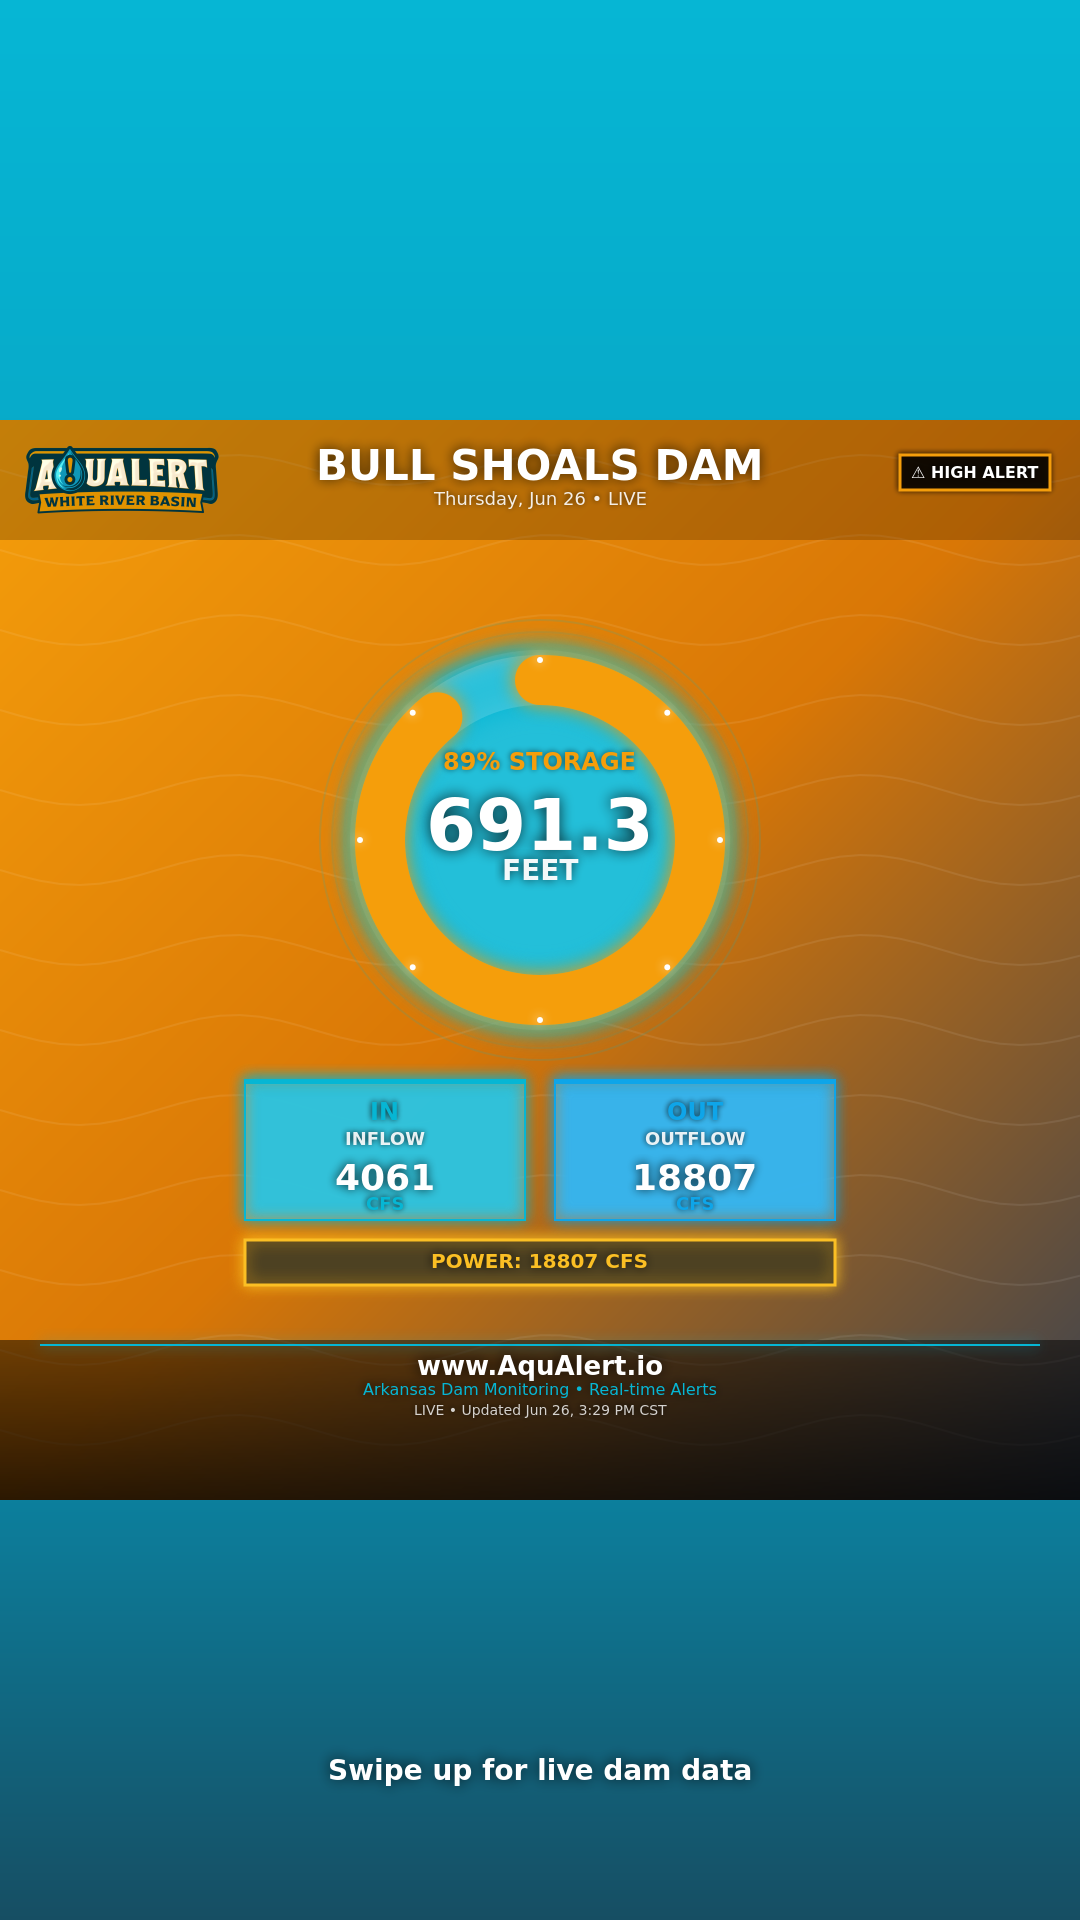 AQUALERT
WHITE RIVER BASIN
BULL SHOALS DAM
Thursday, Jun 26 • LIVE
⚠ HIGH ALERT
89% STORAGE
691.3
FEET
IN
INFLOW
4061
CFS
OUT
OUTFLOW
18807
CFS
POWER: 18807 CFS
www.AquAlert.io
Arkansas Dam Monitoring • Real-time Alerts
LIVE • Updated Jun 26, 3:29 PM CST
Swipe up for live dam data